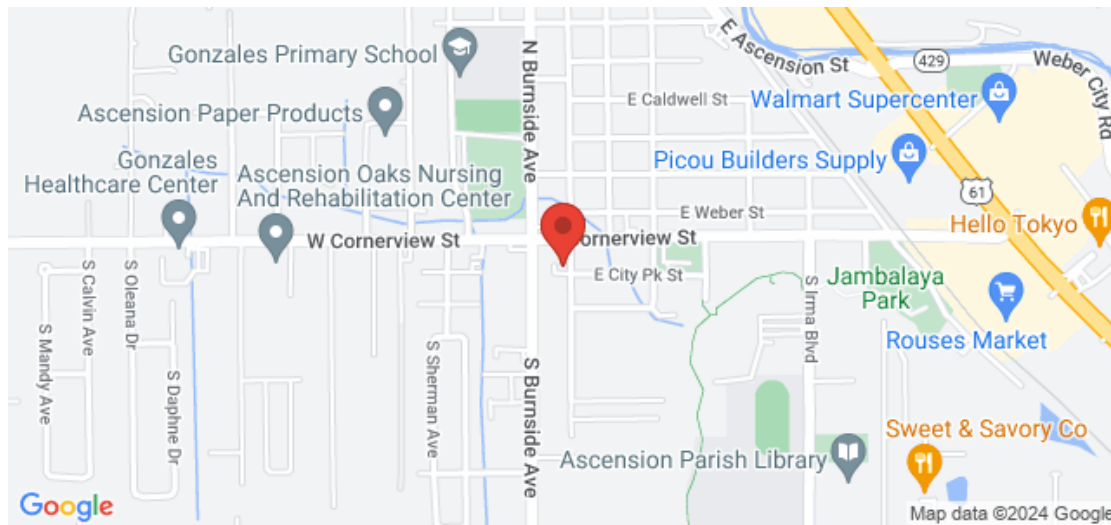 Gonzales Primary School
N Burnside Ave
E Ascension St
429
Weber City Rd
E Caldwell St
Walmart Supercenter
Ascension Paper Products
Picou Builders Supply
Gonzales
Healthcare Center
Ascension Oaks Nursing
And Rehabilitation Center
61
E Weber St
Hello Tokyo
W Cornerview St
ornerview St
E City Pk St
Jambalaya
Park
S Calvin Ave
S Oleana Dr
S Irma Blvd
Rouses Market
S Mandy Ave
S Daphne Dr
S Sherman Ave
S Burnside Ave
Sweet & Savory Co
Ascension Parish Library
Google
Map data ©2024 Google